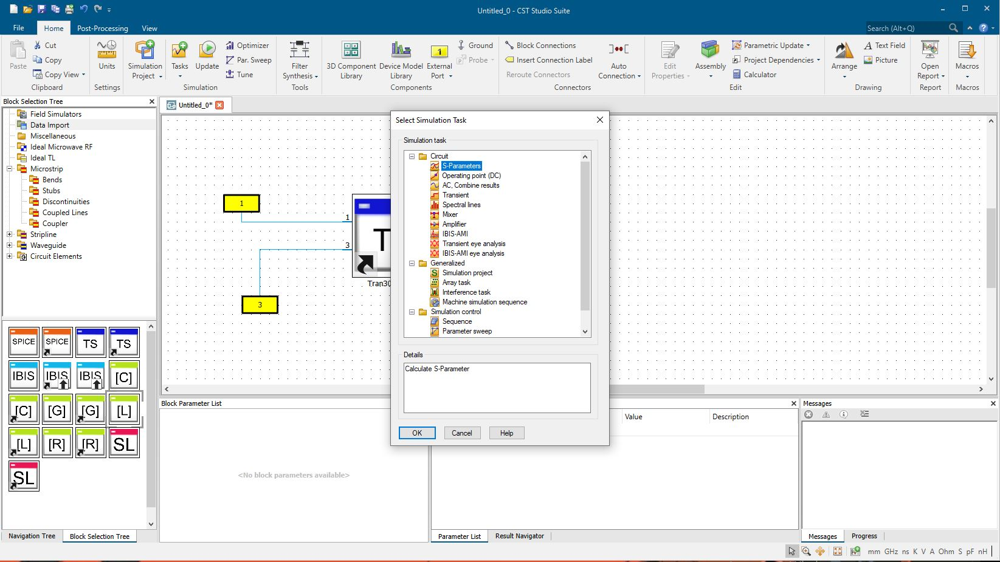 Untitled_0 - CST Studio Suite
File
Home
Post-Processing
View
Search (Alt+Q)
Paste
Cut
Copy
Copy View
Clipboard
Units
Settings
Simulation Project
Tasks
Update
Optimizer
Par. Sweep
Tune
Simulation
Filter Synthesis
Tools
3D Component Library
Device Model Library
1
External Port
Ground
Probe
Components
Block Connections
Insert Connection Label
Reroute Connectors
Auto Connection
Connectors
Edit Properties
Assembly
Parametric Update
Project Dependencies
Calculator
Edit
Arrange
Text Field
Picture
Drawing
Open Report
Report
Macros
Macros
Block Selection Tree
Field Simulators
Data Import
Miscellaneous
Ideal Microwave RF
Ideal TL
Microstrip
Bends
Stubs
Discontinuities
Coupled Lines
Coupler
Stripline
Waveguide
Circuit Elements
SPICE SPICE TS TS
IBIS IBIS IBIS [C]
[C] [G] [G] [L]
[L] [R] [R] SL
SL
Navigation Tree
Block Selection Tree
Untitled_0*
1
1
3
3
Tran30
Select Simulation Task
Simulation task
Circuit
S-Parameters
Operating point (DC)
AC, Combine results
Transient
Spectral lines
Mixer
Amplifier
IBIS-AMI
Transient eye analysis
IBIS-AMI eye analysis
Generalized
Simulation project
Array task
Interference task
Machine simulation sequence
Simulation control
Sequence
Parameter sweep
Details
Calculate S-Parameter
OK
Cancel
Help
Block Parameter List
<No block parameters available>
Value
Description
Parameter List
Result Navigator
Messages
Messages
Progress
mm GHz ns K V A Ohm S pF nH